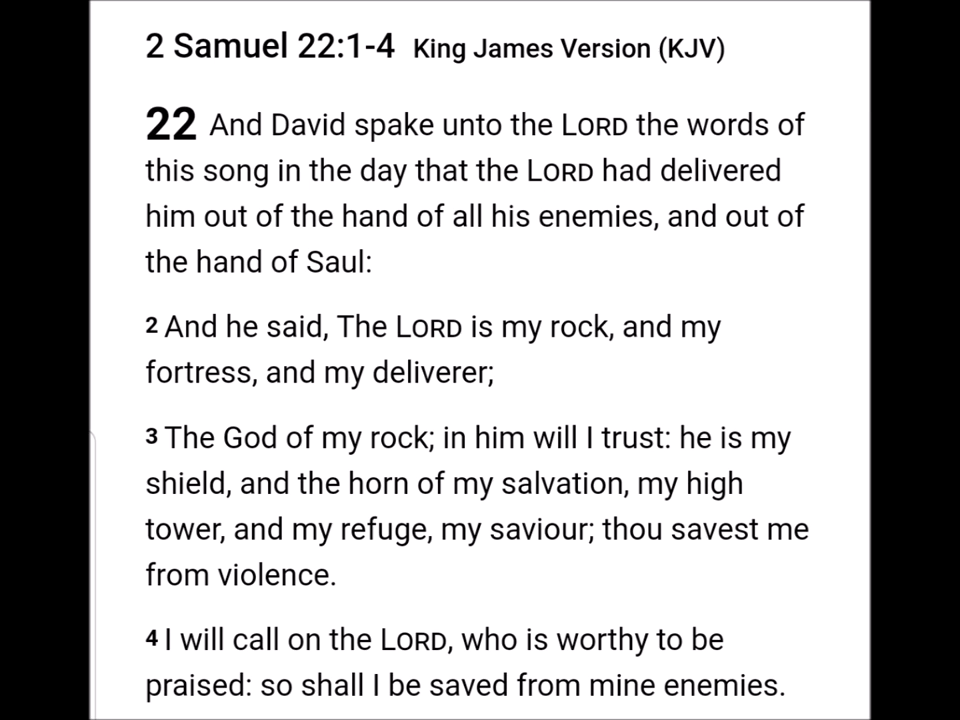 2 Samuel 22:1-4 King James Version (KJV)
22 And David spake unto the LORD the words of
this song in the day that the LORD had delivered
him out of the hand of all his enemies, and out of
the hand of Saul:
2 And he said, The LORD is my rock, and my
fortress, and my deliverer;
3 The God of my rock; in him will I trust: he is my
shield, and the horn of my salvation, my high
tower, and my refuge, my saviour; thou savest me
from violence.
4 I will call on the LORD, who is worthy to be
praised: so shall I be saved from mine enemies.